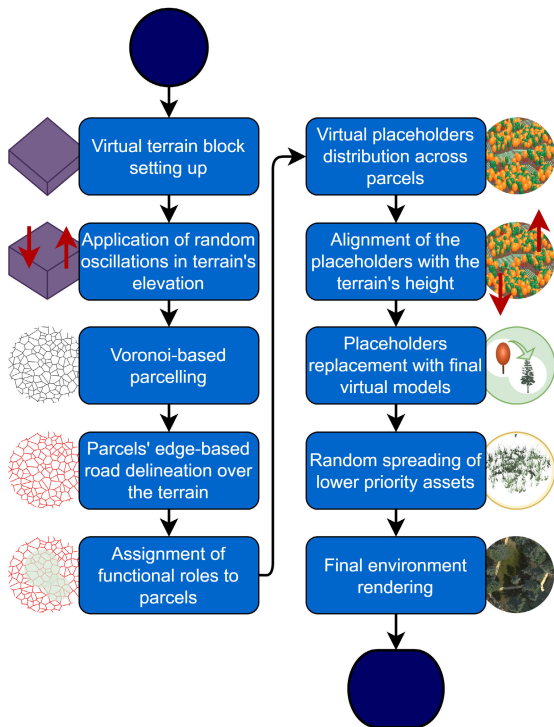 Virtual terrain block
setting up
Application of random
oscillations in terrain's
elevation
Voronoi-based
parcelling
Parcels' edge-based
road delineation over
the terrain
Assignment of
functional roles to
parcels
Virtual placeholders
distribution across
parcels
Alignment of the
placeholders with the
terrain's height
Placeholders
replacement with final
virtual models
Random spreading of
lower priority assets
Final environment
rendering